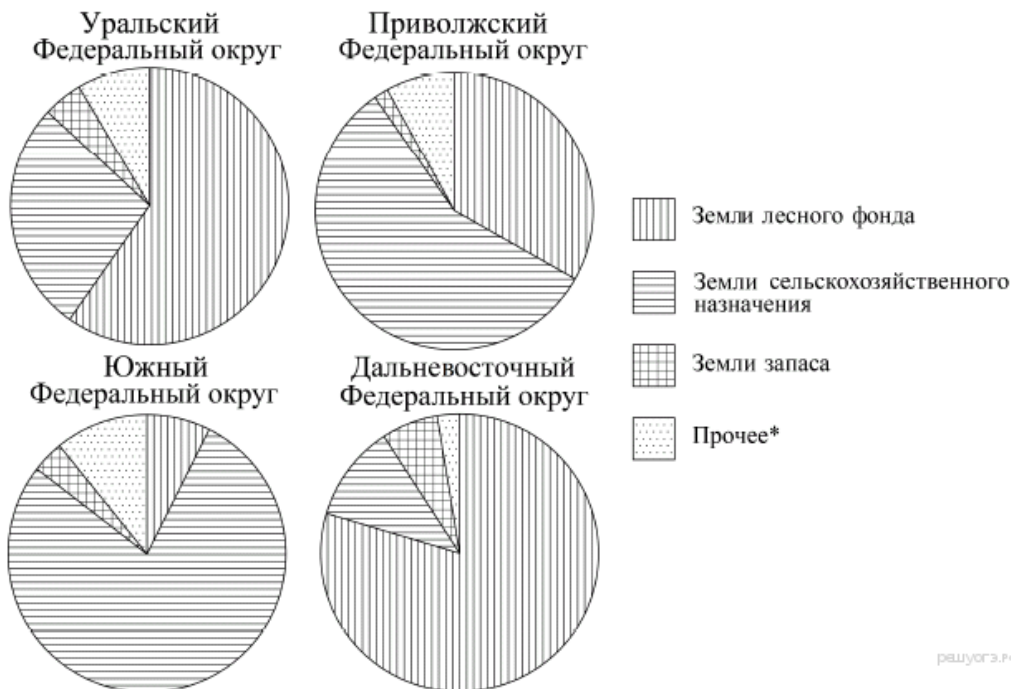 Уральский
Федеральный округ
Приволжский
Федеральный округ
Южный
Федеральный округ
Дальневосточный
Федеральный округ
Земли лесного фонда
Земли сельскохозяйственного
назначения
Земли запаса
Прочее*